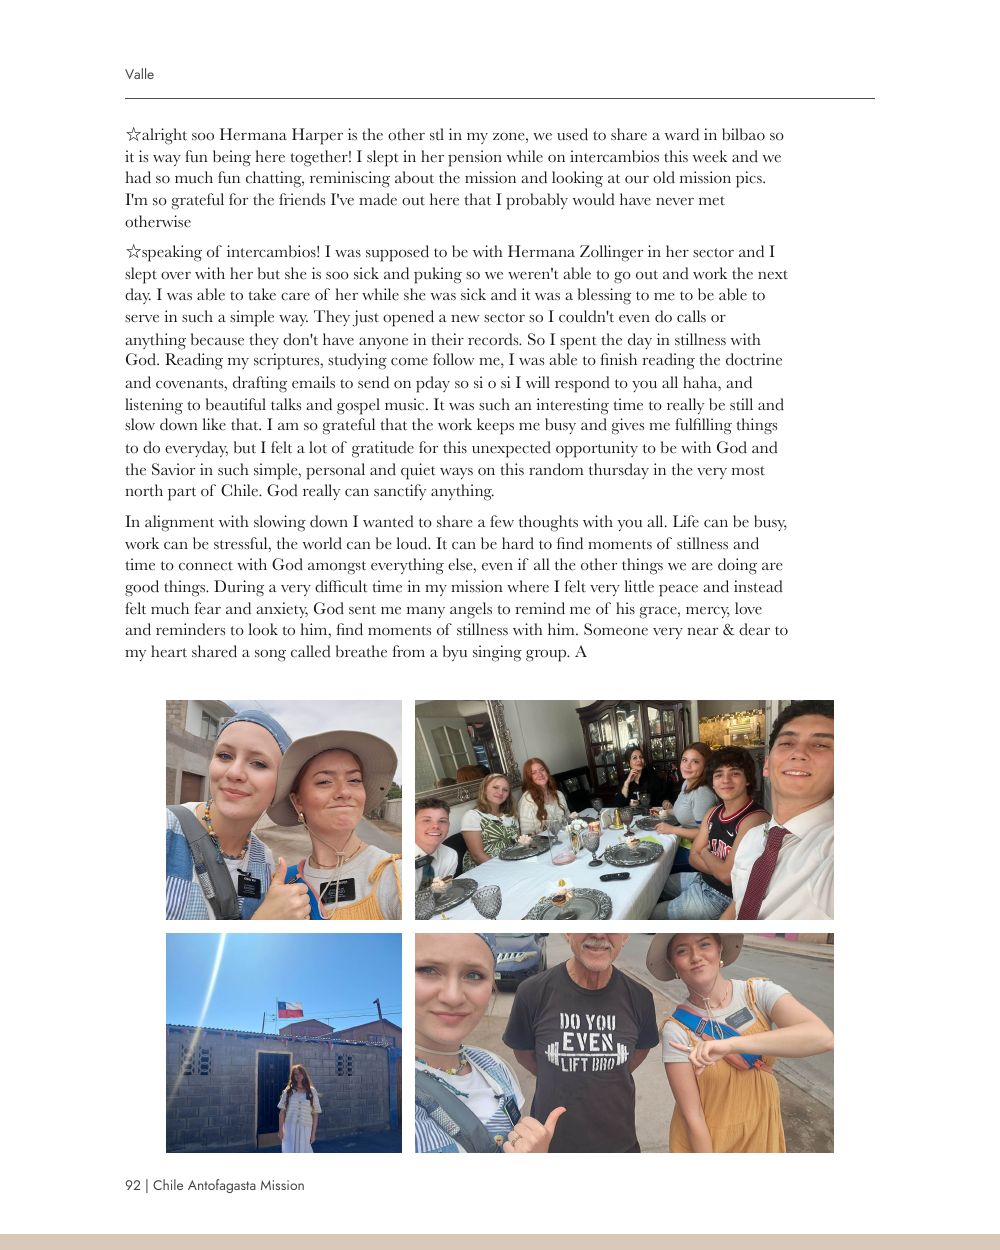 Valle
☆alright soo Hermana Harper is the other stl in my zone, we used to share a ward in bilbao so
it is way fun being here together! I slept in her pension while on intercambios this week and we
had so much fun chatting, reminiscing about the mission and looking at our old mission pics.
I'm so grateful for the friends I've made out here that I probably would have never met
otherwise
☆speaking of intercambios! I was supposed to be with Hermana Zollinger in her sector and I
slept over with her but she is soo sick and puking so we weren't able to go out and work the next
day. I was able to take care of her while she was sick and it was a blessing to me to be able to
serve in such a simple way. They just opened a new sector so I couldn't even do calls or
anything because they don't have anyone in their records. So I spent the day in stillness with
God. Reading my scriptures, studying come follow me, I was able to finish reading the doctrine
and covenants, drafting emails to send on pday so si o si I will respond to you all haha, and
listening to beautiful talks and gospel music. It was such an interesting time to really be still and
slow down like that. I am so grateful that the work keeps me busy and gives me fulfilling things
to do everyday, but I felt a lot of gratitude for this unexpected opportunity to be with God and
the Savior in such simple, personal and quiet ways on this random thursday in the very most
north part of Chile. God really can sanctify anything.
In alignment with slowing down I wanted to share a few thoughts with you all. Life can be busy,
work can be stressful, the world can be loud. It can be hard to find moments of stillness and
time to connect with God amongst everything else, even if all the other things we are doing are
good things. During a very difficult time in my mission where I felt very little peace and instead
felt much fear and anxiety, God sent me many angels to remind me of his grace, mercy, love
and reminders to look to him, find moments of stillness with him. Someone very near & dear to
my heart shared a song called breathe from a byu singing group. A
DO YOU
EVEN
LIFT BRO
92 | Chile Antofagasta Mission